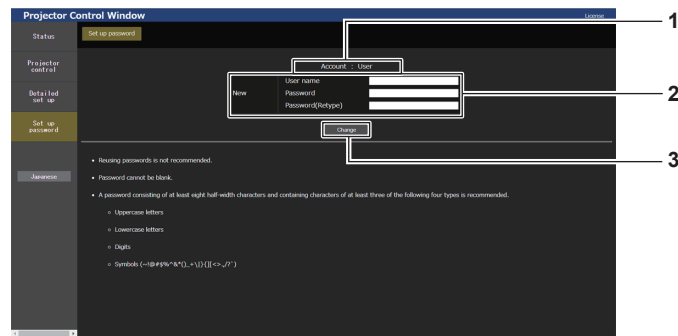 Projector Control Window
License
1
Status
Set up password
Projector
control
Account : User
User name
New
Password
2
Password(Retype)
Detailed
set up
Set up
password
Change
3
• Reusing passwords is not recommended.
• Password cannot be blank.
Japanese
• A password consisting of at least eight half-width characters and containing characters of at least three of the following four types is recommended.
○ Uppercase letters
○ Lowercase letters
○ Digits